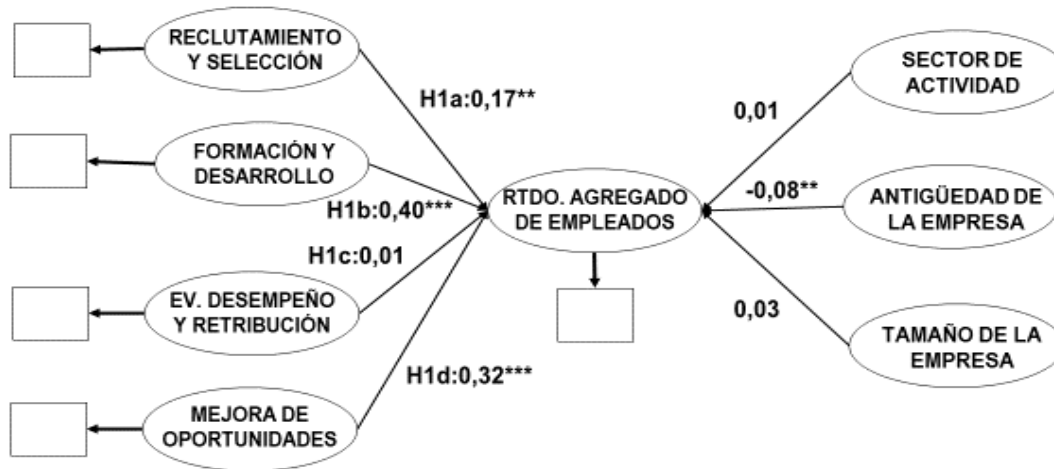 RECLUTAMIENTO
Y SELECCIÓN
H1a:0,17**
FORMACIÓN Y
DESARROLLO
H1b:0,40***
H1c:0,01
EV. DESEMPEÑO
Y RETRIBUCIÓN
H1d:0,32***
MEJORA DE
OPORTUNIDADES
RTDO. AGREGADO
DE EMPLEADOS
SECTOR DE
ACTIVIDAD
0,01
-0,08**
ANTIGÜEDAD DE
LA EMPRESA
0,03
TAMAÑO DE LA
EMPRESA